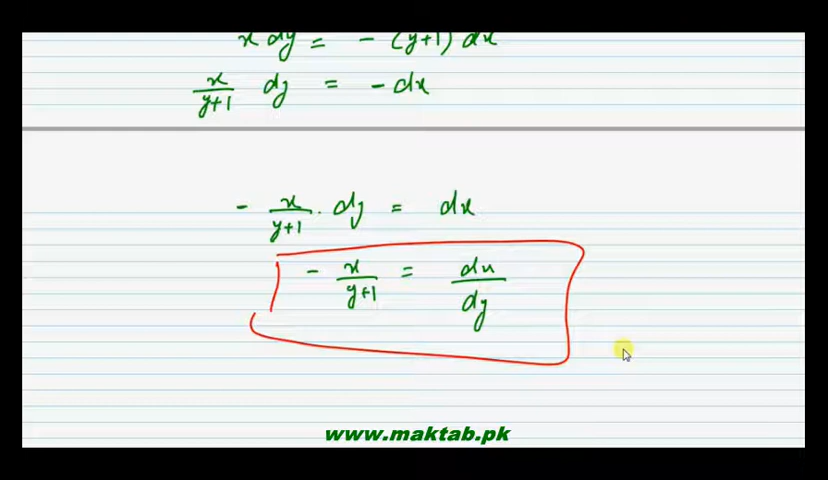 x dy = - (y+1) dx
x/(y+1) dy = - dx
- x/(y+1) . dy = dx
- x/(y+1) = dx/dy
www.maktab.pk